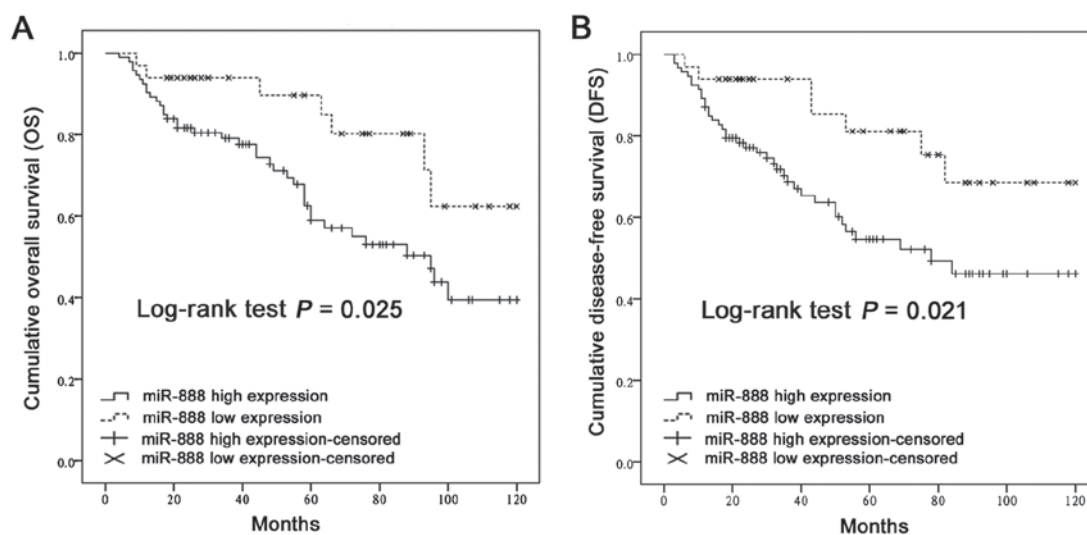 A
Cumulative overall survival (OS)
1.0
0.8
0.6
0.4
0.2
0.0
Log-rank test P = 0.025
miR-888 high expression
miR-888 low expression
miR-888 high expression-censored
miR-888 low expression-censored
0 20 40 60 80 100 120
Months
B
Cumulative disease-free survival (DFS)
1.0
0.8
0.6
0.4
0.2
0.0
Log-rank test P = 0.021
miR-888 high expression
miR-888 low expression
miR-888 high expression-censored
miR-888 low expression-censored
0 20 40 60 80 100 120
Months